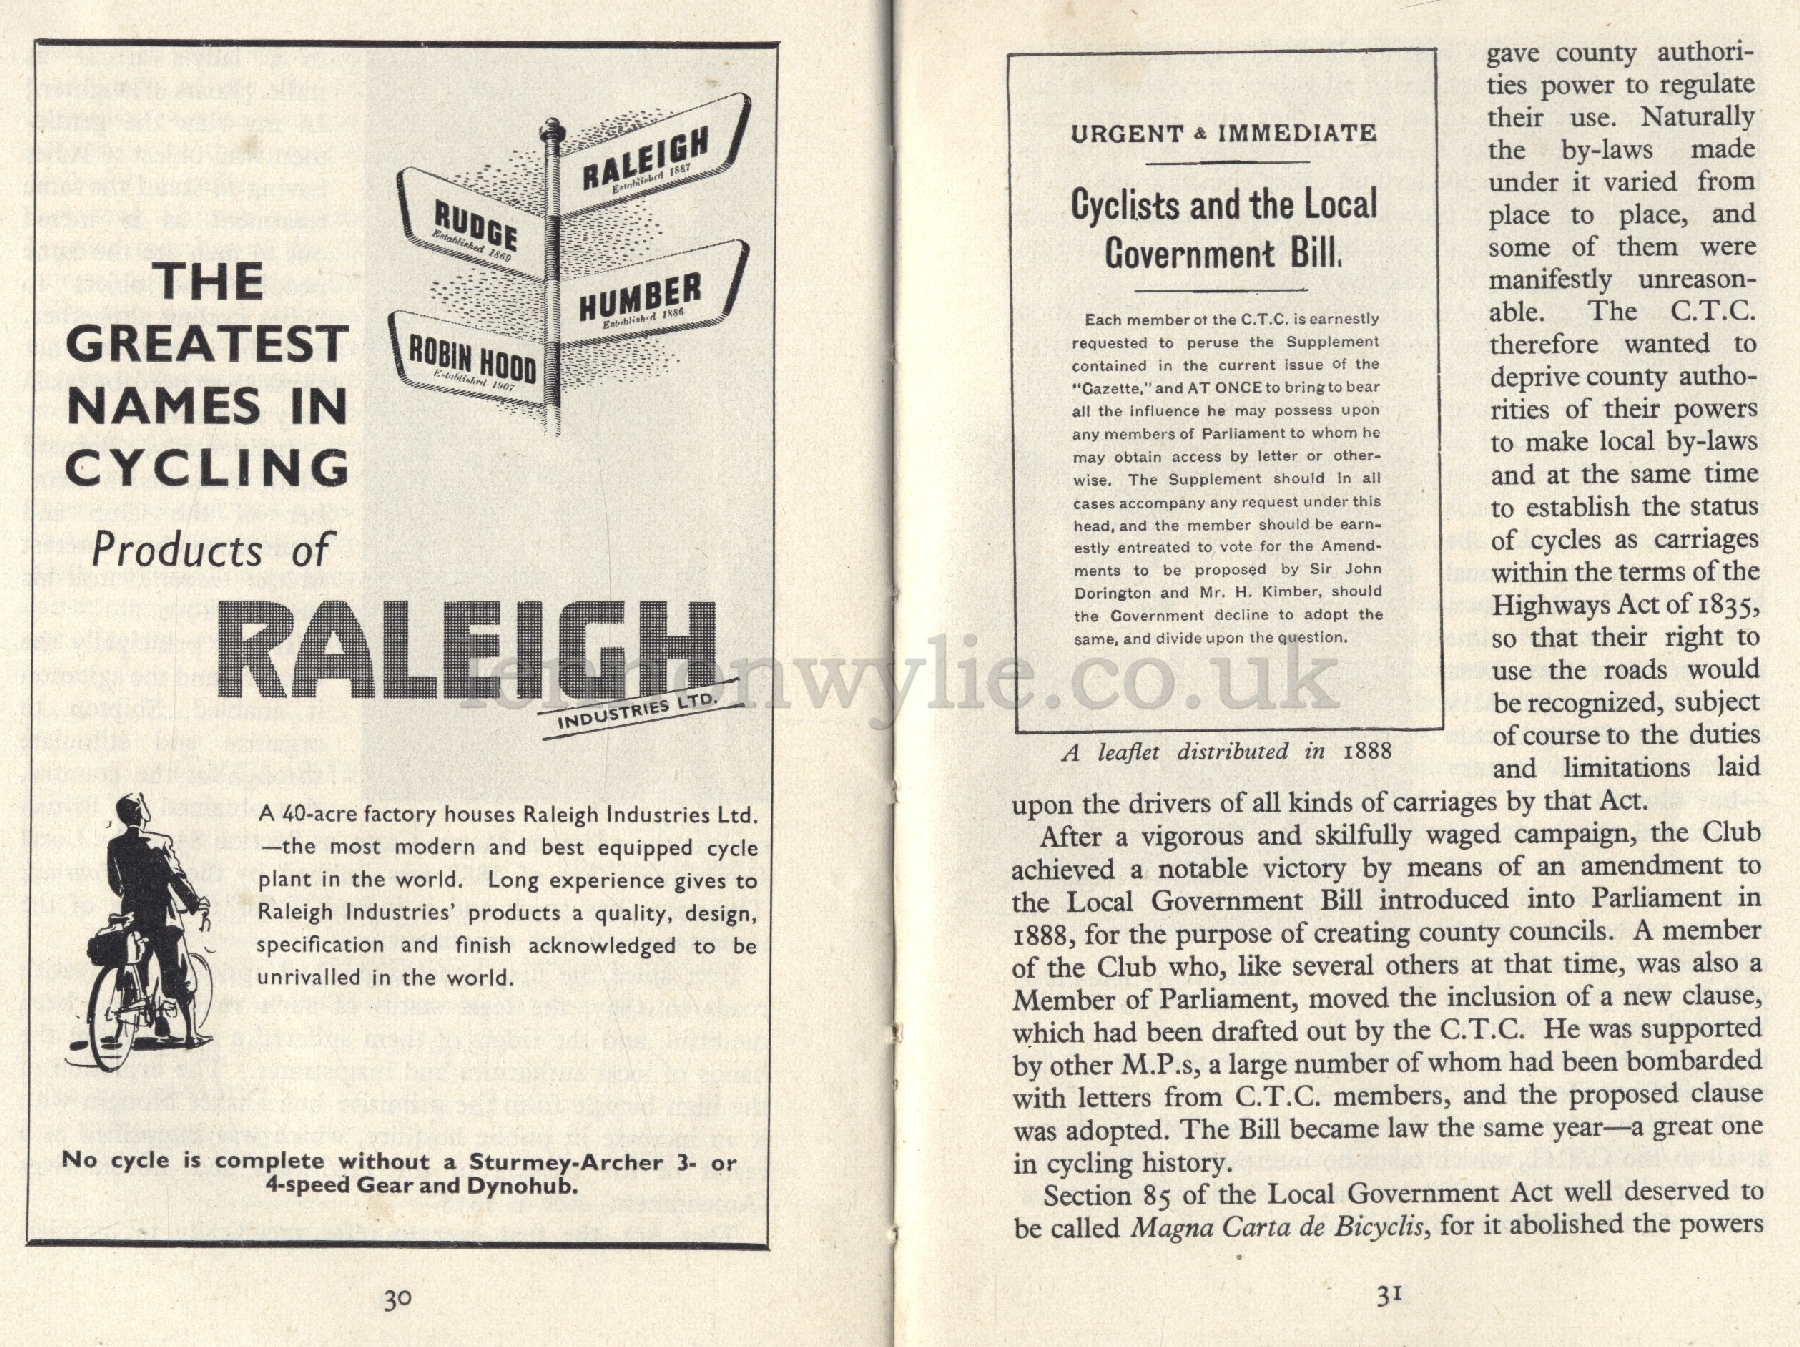 RALEIGH
Established 1887
RUDGE
Established 1869
HUMBER
Established 1886
ROBIN HOOD
Established 1907
THE
GREATEST
NAMES IN
CYCLING
Products of
RALEIGH
INDUSTRIES LTD.
A 40-acre factory houses Raleigh Industries Ltd.
—the most modern and best equipped cycle
plant in the world. Long experience gives to
Raleigh Industries' products a quality, design,
specification and finish acknowledged to be
unrivalled in the world.
No cycle is complete without a Sturmey-Archer 3- or
4-speed Gear and Dynohub.
30
URGENT & IMMEDIATE
Cyclists and the Local
Government Bill.
Each member of the C.T.C. is earnestly
requested to peruse the Supplement
contained in the current issue of the
"Gazette," and AT ONCE to bring to bear
all the influence he may possess upon
any members of Parliament to whom he
may obtain access by letter or other-
wise. The Supplement should in all
cases accompany any request under this
head, and the member should be earn-
estly entreated to vote for the Amend-
ments to be proposed by Sir John
Dorington and Mr. H. Kimber, should
the Government decline to adopt the
same, and divide upon the question.
A leaflet distributed in 1888
gave county authori-
ties power to regulate
their use. Naturally
the by-laws made
under it varied from
place to place, and
some of them were
manifestly unreason-
able. The C.T.C.
therefore wanted to
deprive county autho-
rities of their powers
to make local by-laws
and at the same time
to establish the status
of cycles as carriages
within the terms of the
Highways Act of 1835,
so that their right to
use the roads would
be recognized, subject
of course to the duties
and limitations laid
upon the drivers of all kinds of carriages by that Act.
After a vigorous and skilfully waged campaign, the Club
achieved a notable victory by means of an amendment to
the Local Government Bill introduced into Parliament in
1888, for the purpose of creating county councils. A member
of the Club who, like several others at that time, was also a
Member of Parliament, moved the inclusion of a new clause,
which had been drafted out by the C.T.C. He was supported
by other M.P.s, a large number of whom had been bombarded
with letters from C.T.C. members, and the proposed clause
was adopted. The Bill became law the same year—a great one
in cycling history.
Section 85 of the Local Government Act well deserved to
be called Magna Carta de Bicyclis, for it abolished the powers
31
lennonwylie.co.uk